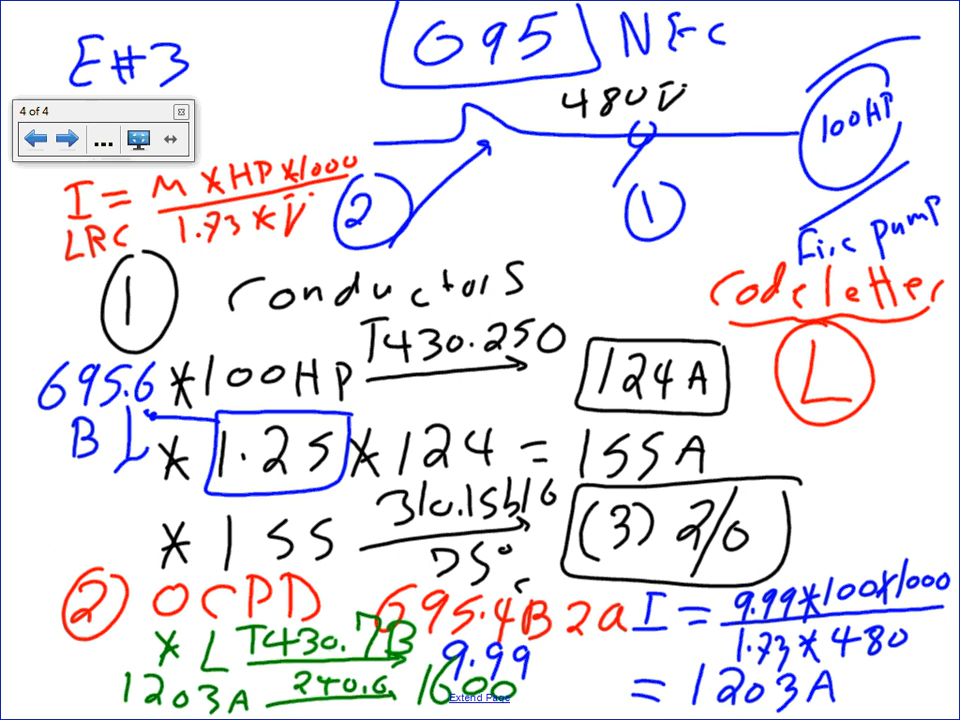 E#3
695 NEC
4 of 4
480V
100HP
I = M * HP * 1000
1.73 * V
LRC
2
1
Fire pump
1 conductors
code letter
L
* 100HP T430.250 124A
695.6
B 1
* 1.25 * 124 = 155A
* 155 310.15b16 (3) 2/0
75°c
2 OCPD 695.4B2a
* L T430.7B 9.99
I = 9.99*100*1000
1.73 * 480
1203A 240.6 1600
= 1203A
Extend Page